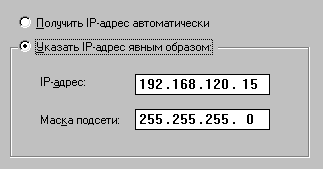 Получить IP-адрес автоматически
Указать IP-адрес явным образом:
IP-адрес: 192.168.120. 15
Маска подсети: 255.255.255. 0